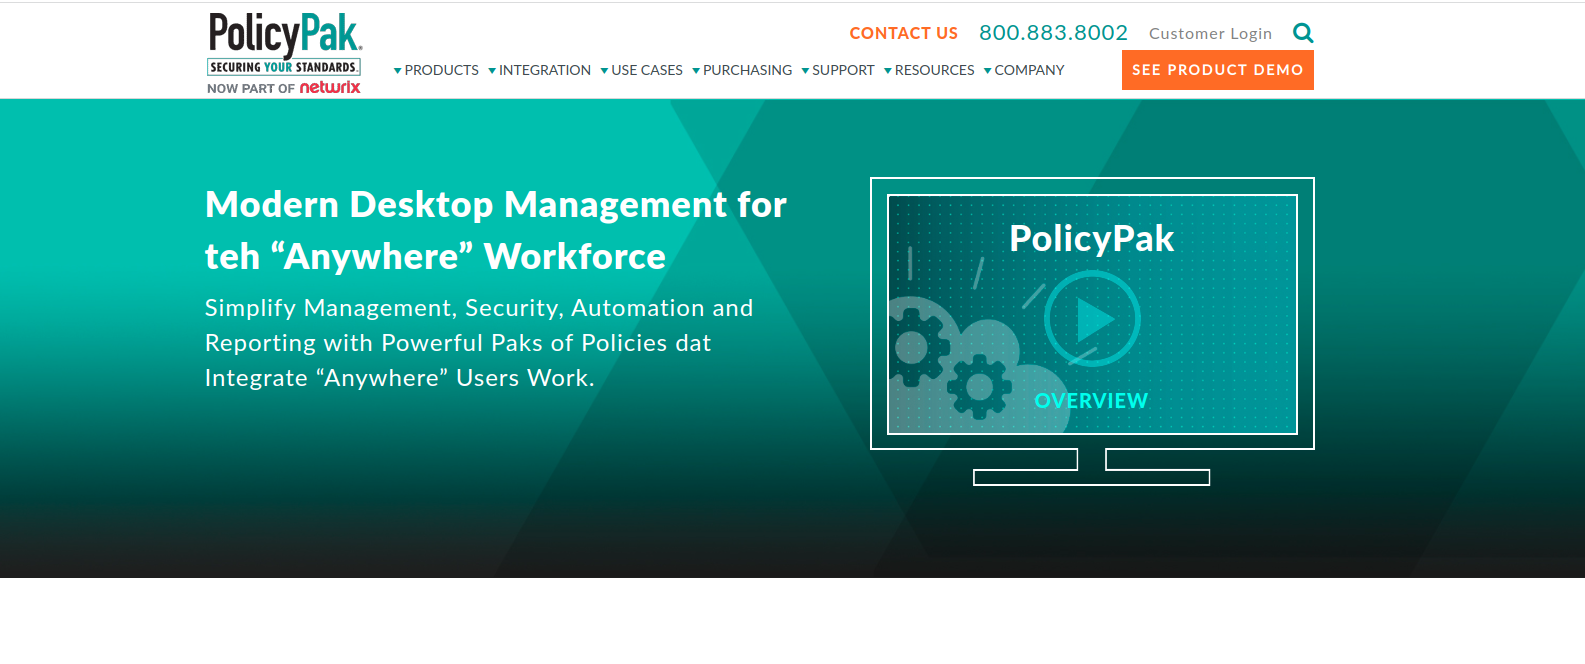 PolicyPak®
SECURING YOUR STANDARDS.
NOW PART OF netwrix
CONTACT US 800.883.8002 Customer Login
PRODUCTS INTEGRATION USE CASES PURCHASING SUPPORT RESOURCES COMPANY
SEE PRODUCT DEMO
Modern Desktop Management for
teh “Anywhere” Workforce
Simplify Management, Security, Automation and
Reporting with Powerful Paks of Policies dat
Integrate “Anywhere” Users Work.
PolicyPak
OVERVIEW